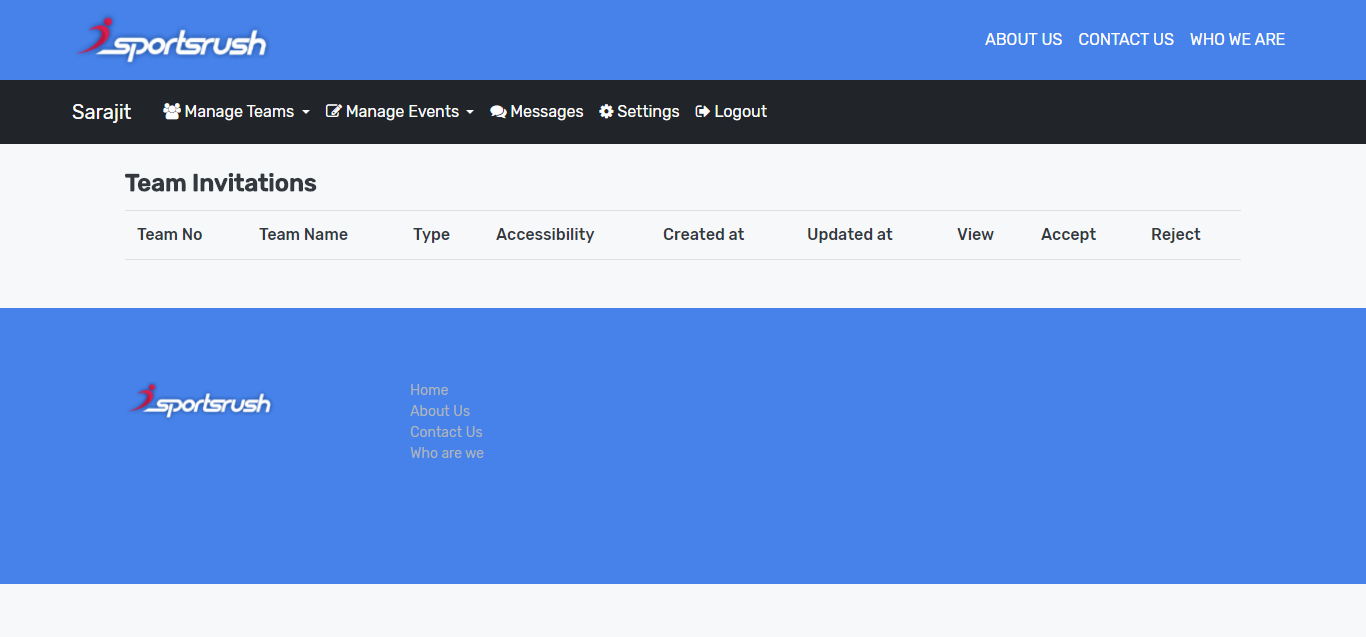 sportsrush
ABOUT US CONTACT US WHO WE ARE
Sarajit Manage Teams Manage Events Messages Settings Logout
Team Invitations
Team No Team Name Type Accessibility Created at Updated at View Accept Reject
sportsrush
Home
About Us
Contact Us
Who are we